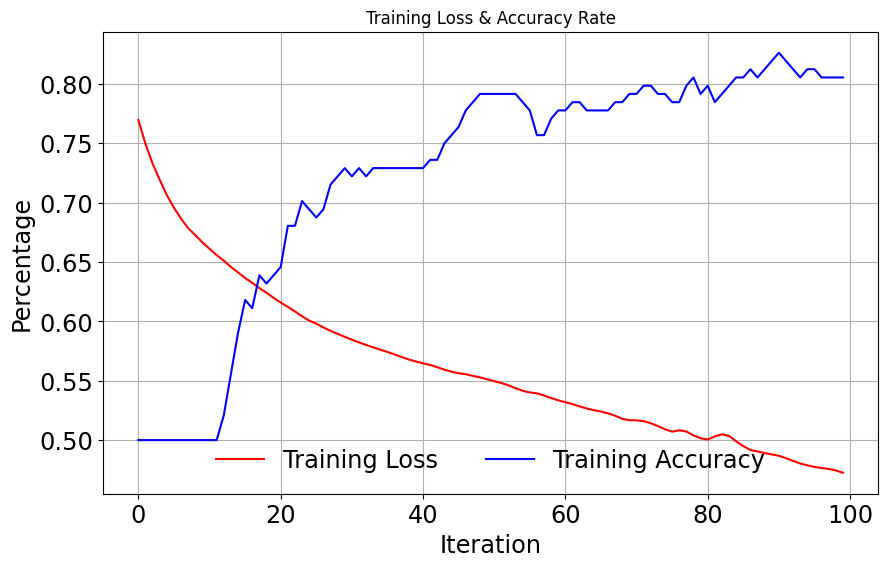 Training Loss & Accuracy Rate
0.80
0.75
0.70
0.65
0.60
0.55
0.50
Percentage
Training Loss Training Accuracy
0 20 40 60 80 100
Iteration